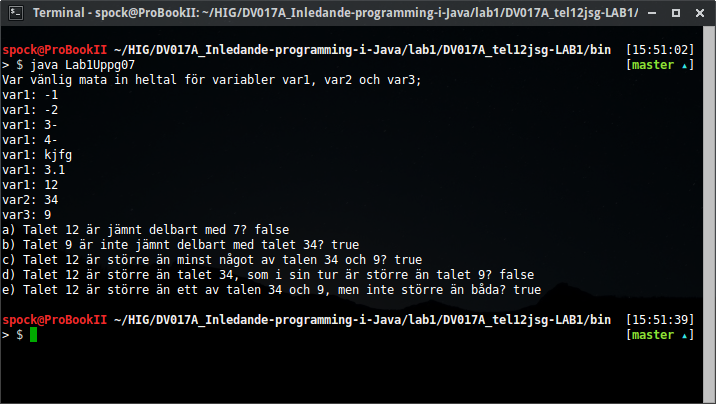 Terminal - spock@ProBookII: ~/HIG/DV017A_Inledande-programming-i-Java/lab1/DV017A_tel12jsg-LAB1/
spock@ProBookII ~/HIG/DV017A_Inledande-programming-i-Java/lab1/DV017A_tel12jsg-LAB1/bin [15:51:02]
> $ java Lab1Uppg07 [master ▴]
Var vänlig mata in heltal för variabler var1, var2 och var3;
var1: -1
var1: -2
var1: 3-
var1: 4-
var1: kjfg
var1: 3.1
var1: 12
var2: 34
var3: 9
a) Talet 12 är jämnt delbart med 7? false
b) Talet 9 är inte jämnt delbart med talet 34? true
c) Talet 12 är större än minst något av talen 34 och 9? true
d) Talet 12 är större än talet 34, som i sin tur är större än talet 9? false
e) Talet 12 är större än ett av talen 34 och 9, men inte större än båda? true
spock@ProBookII ~/HIG/DV017A_Inledande-programming-i-Java/lab1/DV017A_tel12jsg-LAB1/bin [15:51:39]
> $ [master ▴]